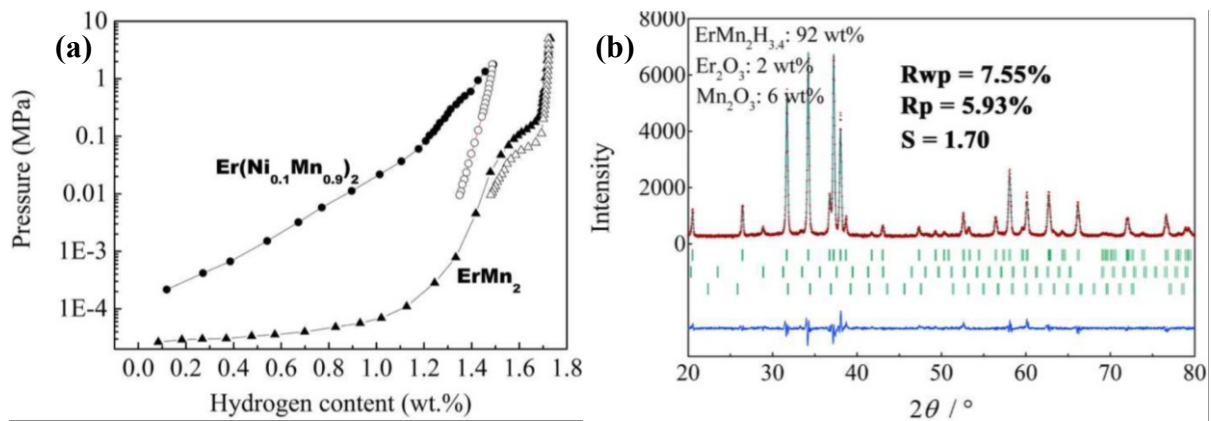 (a)
10
1
0.1
0.01
1E-3
1E-4
Pressure (MPa)
Er(Ni0.1Mn0.9)2
ErMn2
0.0 0.2 0.4 0.6 0.8 1.0 1.2 1.4 1.6 1.8
Hydrogen content (wt.%)
(b)
8000
6000
4000
2000
0
Intensity
ErMn2H3.4: 92 wt%
Er2O3: 2 wt%
Mn2O3: 6 wt%
Rwp = 7.55%
Rp = 5.93%
S = 1.70
20 30 40 50 60 70 80
2θ / °